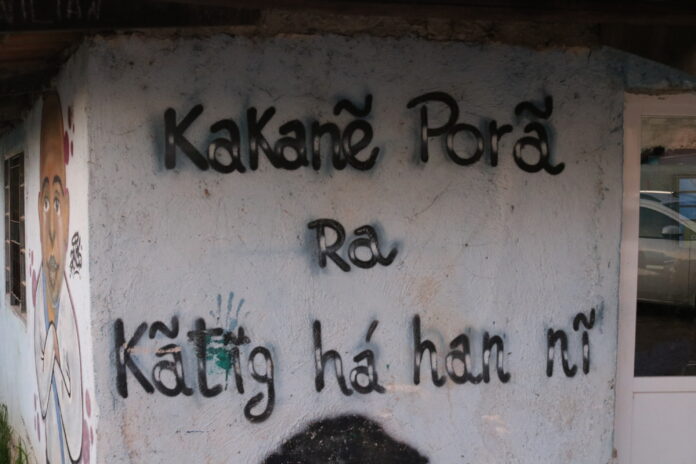 Kakanẽ Porã
Ra
Kãtĩg há han nĩ